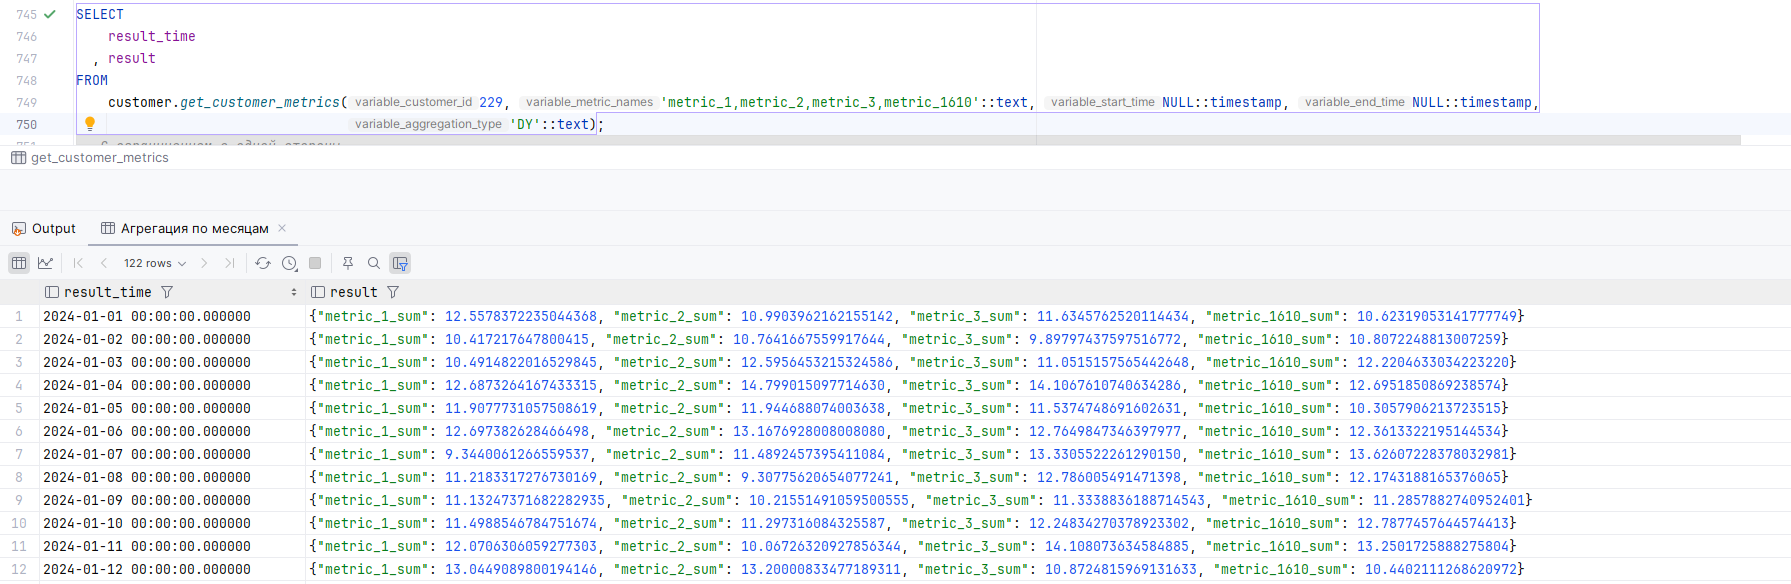 745 SELECT
746 result_time
747 , result
748 FROM
749 customer.get_customer_metrics( variable_customer_id 229, variable_metric_names 'metric_1,metric_2,metric_3,metric_1610'::text, variable_start_time NULL::timestamp, variable_end_time NULL::timestamp,
750 variable_aggregation_type 'DY'::text);
get_customer_metrics
Output Агрегация по месяцам
122 rows
result_time result
1 2024-01-01 00:00:00.000000 {"metric_1_sum": 12.5578372235044368, "metric_2_sum": 10.9903962162155142, "metric_3_sum": 11.6345762520114434, "metric_1610_sum": 10.62319053141777749}
2 2024-01-02 00:00:00.000000 {"metric_1_sum": 10.417217647800415, "metric_2_sum": 10.7641667559917644, "metric_3_sum": 9.89797437597516772, "metric_1610_sum": 10.8072248813007259}
3 2024-01-03 00:00:00.000000 {"metric_1_sum": 10.4914822016529845, "metric_2_sum": 12.5956453215324586, "metric_3_sum": 11.0515157565442648, "metric_1610_sum": 12.2204633034223220}
4 2024-01-04 00:00:00.000000 {"metric_1_sum": 12.6873264167433315, "metric_2_sum": 14.799015097714630, "metric_3_sum": 14.1067610740634286, "metric_1610_sum": 12.6951850869238574}
5 2024-01-05 00:00:00.000000 {"metric_1_sum": 11.9077731057508619, "metric_2_sum": 11.944688074003638, "metric_3_sum": 11.5374748691602631, "metric_1610_sum": 10.3057906213723515}
6 2024-01-06 00:00:00.000000 {"metric_1_sum": 12.697382628466498, "metric_2_sum": 13.1676928008008080, "metric_3_sum": 12.7649847346397977, "metric_1610_sum": 12.3613322195144534}
7 2024-01-07 00:00:00.000000 {"metric_1_sum": 9.3440061266559537, "metric_2_sum": 11.4892457395411084, "metric_3_sum": 13.3305522261290150, "metric_1610_sum": 13.62607228378032981}
8 2024-01-08 00:00:00.000000 {"metric_1_sum": 11.2183317276730169, "metric_2_sum": 9.30775620654077241, "metric_3_sum": 12.786005491471398, "metric_1610_sum": 12.1743188165376065}
9 2024-01-09 00:00:00.000000 {"metric_1_sum": 11.13247371682282935, "metric_2_sum": 10.21551491059500555, "metric_3_sum": 11.3338836188714543, "metric_1610_sum": 11.2857882740952401}
10 2024-01-10 00:00:00.000000 {"metric_1_sum": 11.4988546784751674, "metric_2_sum": 11.297316084325587, "metric_3_sum": 12.24834270378923302, "metric_1610_sum": 12.7877457644574413}
11 2024-01-11 00:00:00.000000 {"metric_1_sum": 12.0706306059277303, "metric_2_sum": 10.06726320927856344, "metric_3_sum": 14.108073634584885, "metric_1610_sum": 13.2501725888275804}
12 2024-01-12 00:00:00.000000 {"metric_1_sum": 13.0449089800194146, "metric_2_sum": 13.20000833477189311, "metric_3_sum": 10.8724815969131633, "metric_1610_sum": 10.4402111268620972}